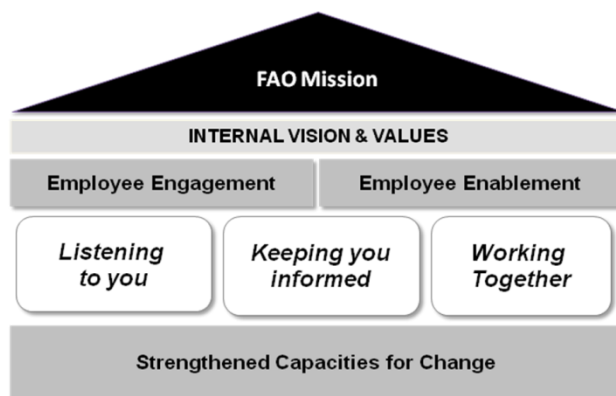 FAO Mission
INTERNAL VISION & VALUES
Employee Engagement
Employee Enablement
Listening
to you
Keeping you
informed
Working
Together
Strengthened Capacities for Change